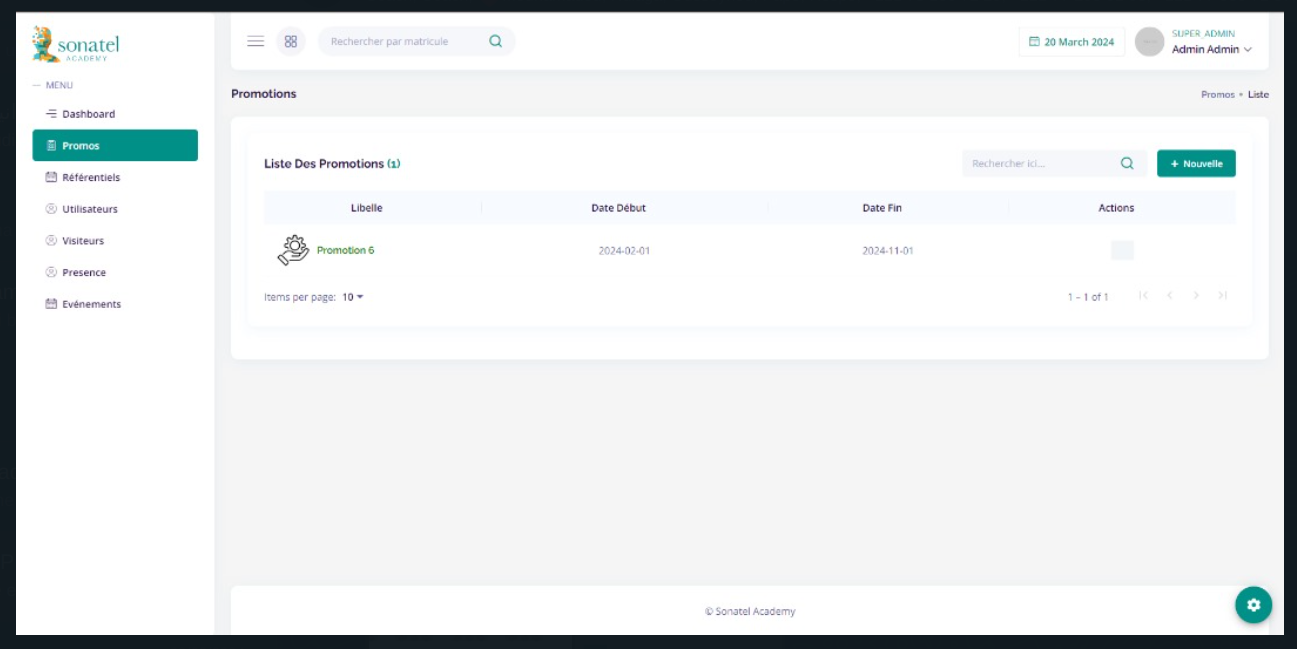 sonatel
ACADEMY
MENU
Dashboard
Promos
Référentiels
Utilisateurs
Visiteurs
Presence
Evénements
Rechercher par matricule
20 March 2024
SUPER_ADMIN
Admin Admin
Promotions
Promos • Liste
Liste Des Promotions (1)
Rechercher ici...
+ Nouvelle
Libelle Date Début Date Fin Actions
Promotion 6 2024-02-01 2024-11-01
Items per page: 10
1 – 1 of 1
© Sonatel Academy